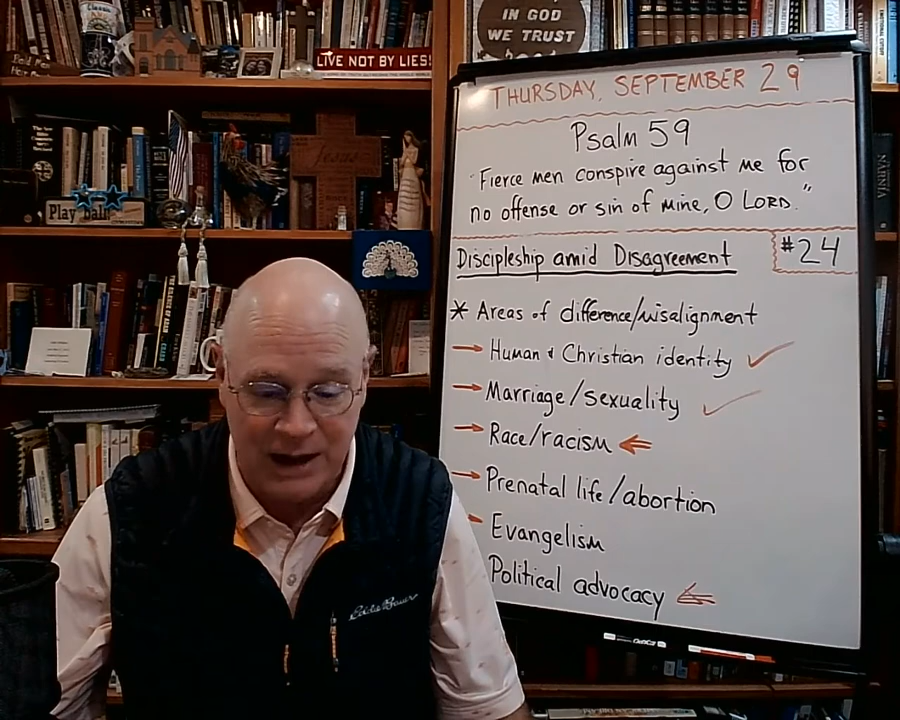 IN GOD
WE TRUST
LIVE NOT BY LIES!
Play ball
NARNIA
THURSDAY, SEPTEMBER 29
Psalm 59
"Fierce men conspire against me for
no offense or sin of mine, O LORD."
Discipleship amid Disagreement #24
* Areas of difference/misalignment
→ Human & Christian identity ✓
→ Marriage/sexuality ✓
→ Race/racism ⇐
→ Prenatal life/abortion
→ Evangelism
Political advocacy ⇐
Eddie Bauer